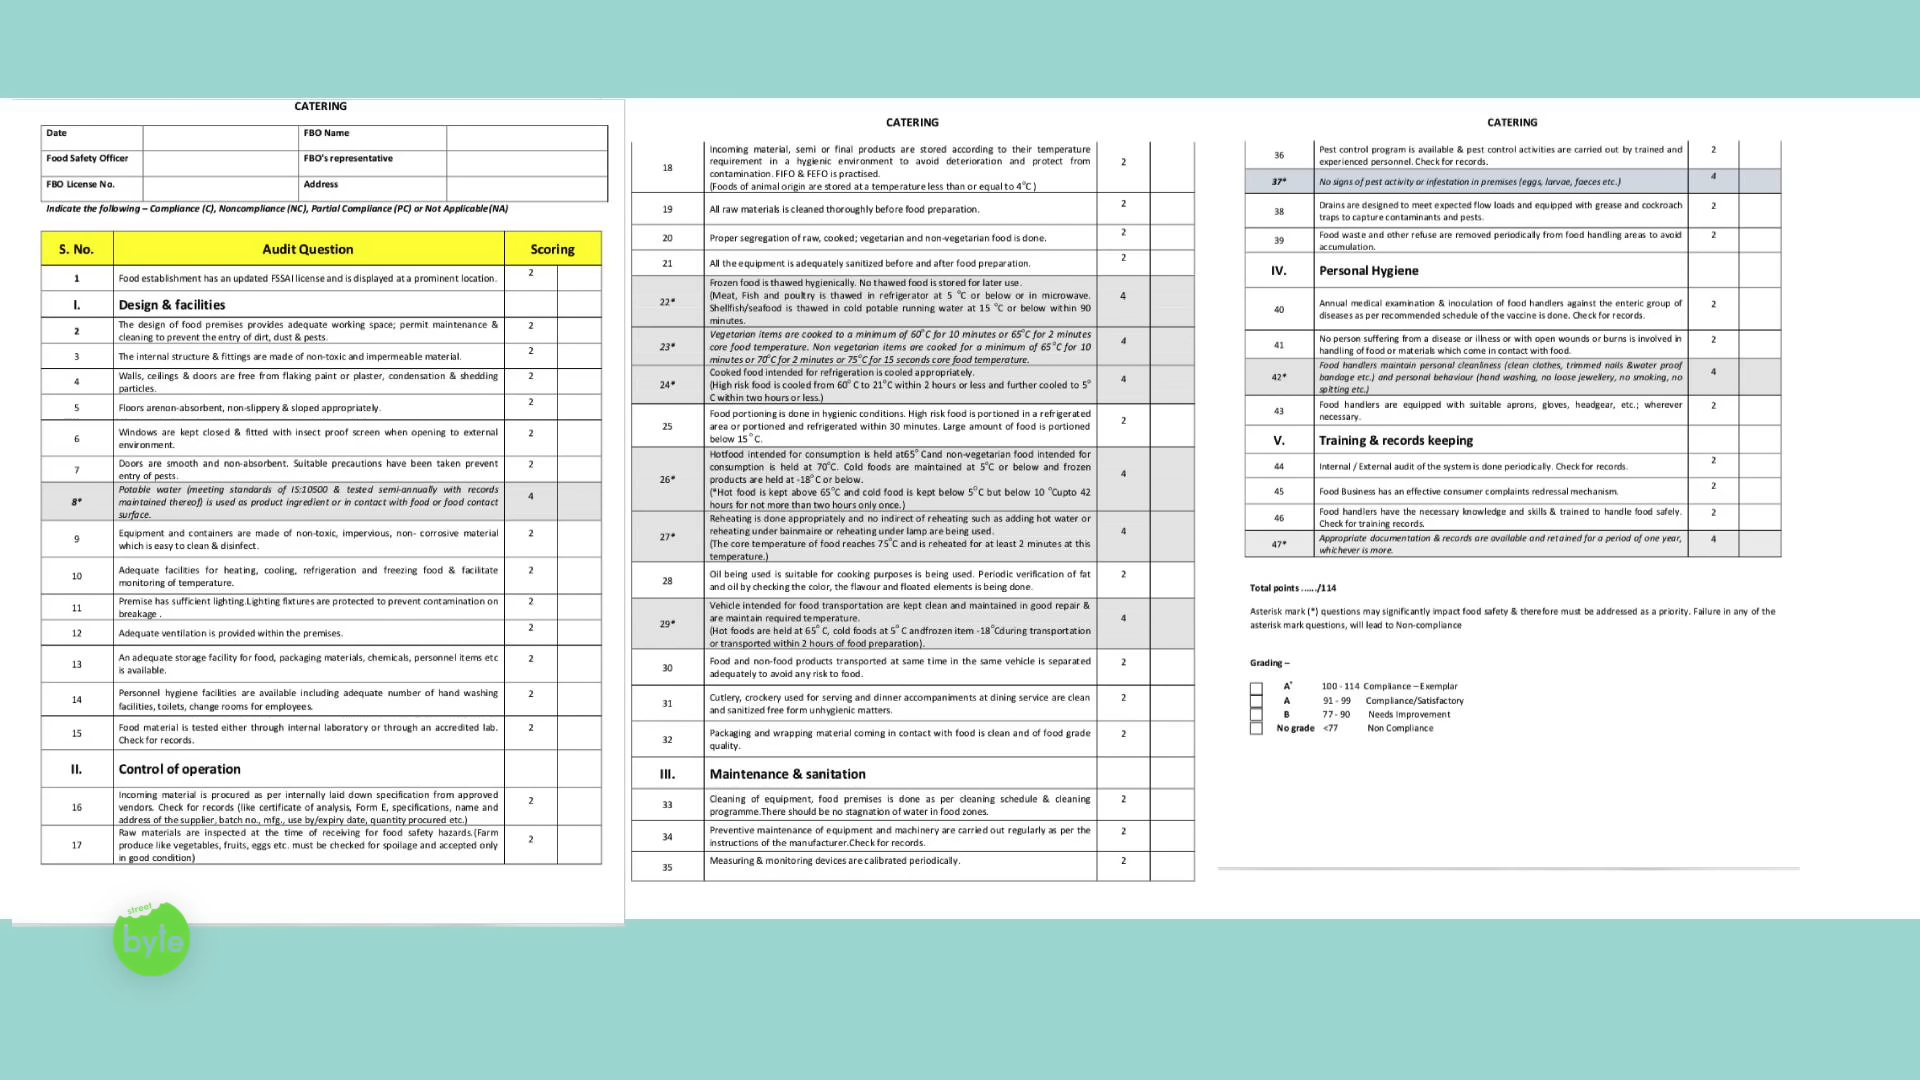 CATERING
Date FBO Name
Food Safety Officer FBO's representative
FBO License No. Address
Indicate the following – Compliance (C), Noncompliance (NC), Partial Compliance (PC) or Not Applicable(NA)
S. No. Audit Question Scoring
1 Food establishment has an updated FSSAI license and is displayed at a prominent location. 2
I. Design & facilities
2 The design of food premises provides adequate working space; permit maintenance & 2
cleaning to prevent the entry of dirt, dust & pests.
3 The internal structure & fittings are made of non-toxic and impermeable material. 2
4 Walls, ceilings & doors are free from flaking paint or plaster, condensation & shedding 2
particles.
5 Floors arenon-absorbent, non-slippery & sloped appropriately. 2
6 Windows are kept closed & fitted with insect proof screen when opening to external 2
environment.
7 Doors are smooth and non-absorbent. Suitable precautions have been taken prevent 2
entry of pests.
8* Potable water (meeting standards of IS:10500 & tested semi-annually with records 4
maintained thereof) is used as product ingredient or in contact with food or food contact
surface.
9 Equipment and containers are made of non-toxic, impervious, non- corrosive material 2
which is easy to clean & disinfect.
10 Adequate facilities for heating, cooling, refrigeration and freezing food & facilitate 2
monitoring of temperature.
11 Premise has sufficient lighting.Lighting fixtures are protected to prevent contamination on 2
breakage .
12 Adequate ventilation is provided within the premises. 2
13 An adequate storage facility for food, packaging materials, chemicals, personnel items etc 2
is available.
14 Personnel hygiene facilities are available including adequate number of hand washing 2
facilities, toilets, change rooms for employees.
15 Food material is tested either through internal laboratory or through an accredited lab. 2
Check for records.
II. Control of operation
16 Incoming material is procured as per internally laid down specification from approved 2
vendors. Check for records (like certificate of analysis, Form E, specifications, name and
address of the supplier, batch no., mfg., use by/expiry date, quantity procured etc.)
17 Raw materials are inspected at the time of receiving for food safety hazards.(Farm 2
produce like vegetables, fruits, eggs etc. must be checked for spoilage and accepted only
in good condition)
street
byte
CATERING
18 Incoming material, semi or final products are stored according to their temperature 2
requirement in a hygienic environment to avoid deterioration and protect from
contamination. FIFO & FEFO is practised.
(Foods of animal origin are stored at a temperature less than or equal to 4°C )
19 All raw materials is cleaned thoroughly before food preparation. 2
20 Proper segregation of raw, cooked; vegetarian and non-vegetarian food is done. 2
21 All the equipment is adequately sanitized before and after food preparation. 2
22* Frozen food is thawed hygienically. No thawed food is stored for later use. 4
(Meat, Fish and poultry is thawed in refrigerator at 5 °C or below or in microwave.
Shellfish/seafood is thawed in cold potable running water at 15 °C or below within 90
minutes.
23* Vegetarian items are cooked to a minimum of 60°C for 10 minutes or 65°C for 2 minutes 4
core food temperature. Non vegetarian items are cooked for a minimum of 65°C for 10
minutes or 70°C for 2 minutes or 75°C for 15 seconds core food temperature.
24* Cooked food intended for refrigeration is cooled appropriately. 4
(High risk food is cooled from 60° C to 21°C within 2 hours or less and further cooled to 5°
C within two hours or less.)
25 Food portioning is done in hygienic conditions. High risk food is portioned in a refrigerated 2
area or portioned and refrigerated within 30 minutes. Large amount of food is portioned
below 15° C.
26* Hotfood intended for consumption is held at65° Cand non-vegetarian food intended for 4
consumption is held at 70°C. Cold foods are maintained at 5°C or below and frozen
products are held at -18°C or below.
(*Hot food is kept above 65°C and cold food is kept below 5°C but below 10 °Cupto 42
hours for not more than two hours only once.)
27* Reheating is done appropriately and no indirect of reheating such as adding hot water or 4
reheating under bainmaire or reheating under lamp are being used.
(The core temperature of food reaches 75°C and is reheated for at least 2 minutes at this
temperature.)
28 Oil being used is suitable for cooking purposes is being used. Periodic verification of fat 2
and oil by checking the color, the flavour and floated elements is being done.
29* Vehicle intended for food transportation are kept clean and maintained in good repair & 4
are maintain required temperature.
(Hot foods are held at 65° C, cold foods at 5° C andfrozen item -18°Cduring transportation
or transported within 2 hours of food preparation).
30 Food and non-food products transported at same time in the same vehicle is separated 2
adequately to avoid any risk to food.
31 Cutlery, crockery used for serving and dinner accompaniments at dining service are clean 2
and sanitized free form unhygienic matters.
32 Packaging and wrapping material coming in contact with food is clean and of food grade 2
quality.
III. Maintenance & sanitation
33 Cleaning of equipment, food premises is done as per cleaning schedule & cleaning 2
programme.There should be no stagnation of water in food zones.
34 Preventive maintenance of equipment and machinery are carried out regularly as per the 2
instructions of the manufacturer.Check for records.
35 Measuring & monitoring devices are calibrated periodically. 2
CATERING
36 Pest control program is available & pest control activities are carried out by trained and 2
experienced personnel. Check for records.
37* No signs of pest activity or infestation in premises (eggs, larvae, faeces etc.) 4
38 Drains are designed to meet expected flow loads and equipped with grease and cockroach 2
traps to capture contaminants and pests.
39 Food waste and other refuse are removed periodically from food handling areas to avoid 2
accumulation.
IV. Personal Hygiene
40 Annual medical examination & inoculation of food handlers against the enteric group of 2
diseases as per recommended schedule of the vaccine is done. Check for records.
41 No person suffering from a disease or illness or with open wounds or burns is involved in 2
handling of food or materials which come in contact with food.
42* Food handlers maintain personal cleanliness (clean clothes, trimmed nails &water proof 4
bandage etc.) and personal behaviour (hand washing, no loose jewellery, no smoking, no
spitting etc.)
43 Food handlers are equipped with suitable aprons, gloves, headgear, etc.; wherever 2
necessary.
V. Training & records keeping
44 Internal / External audit of the system is done periodically. Check for records. 2
45 Food Business has an effective consumer complaints redressal mechanism. 2
46 Food handlers have the necessary knowledge and skills & trained to handle food safely. 2
Check for training records.
47* Appropriate documentation & records are available and retained for a period of one year, 4
whichever is more.
Total points ....../114
Asterisk mark (*) questions may significantly impact food safety & therefore must be addressed as a priority. Failure in any of the
asterisk mark questions, will lead to Non-compliance
Grading –
A+ 100 - 114 Compliance – Exemplar
A 91 - 99 Compliance/Satisfactory
B 77 - 90 Needs Improvement
No grade <77 Non Compliance